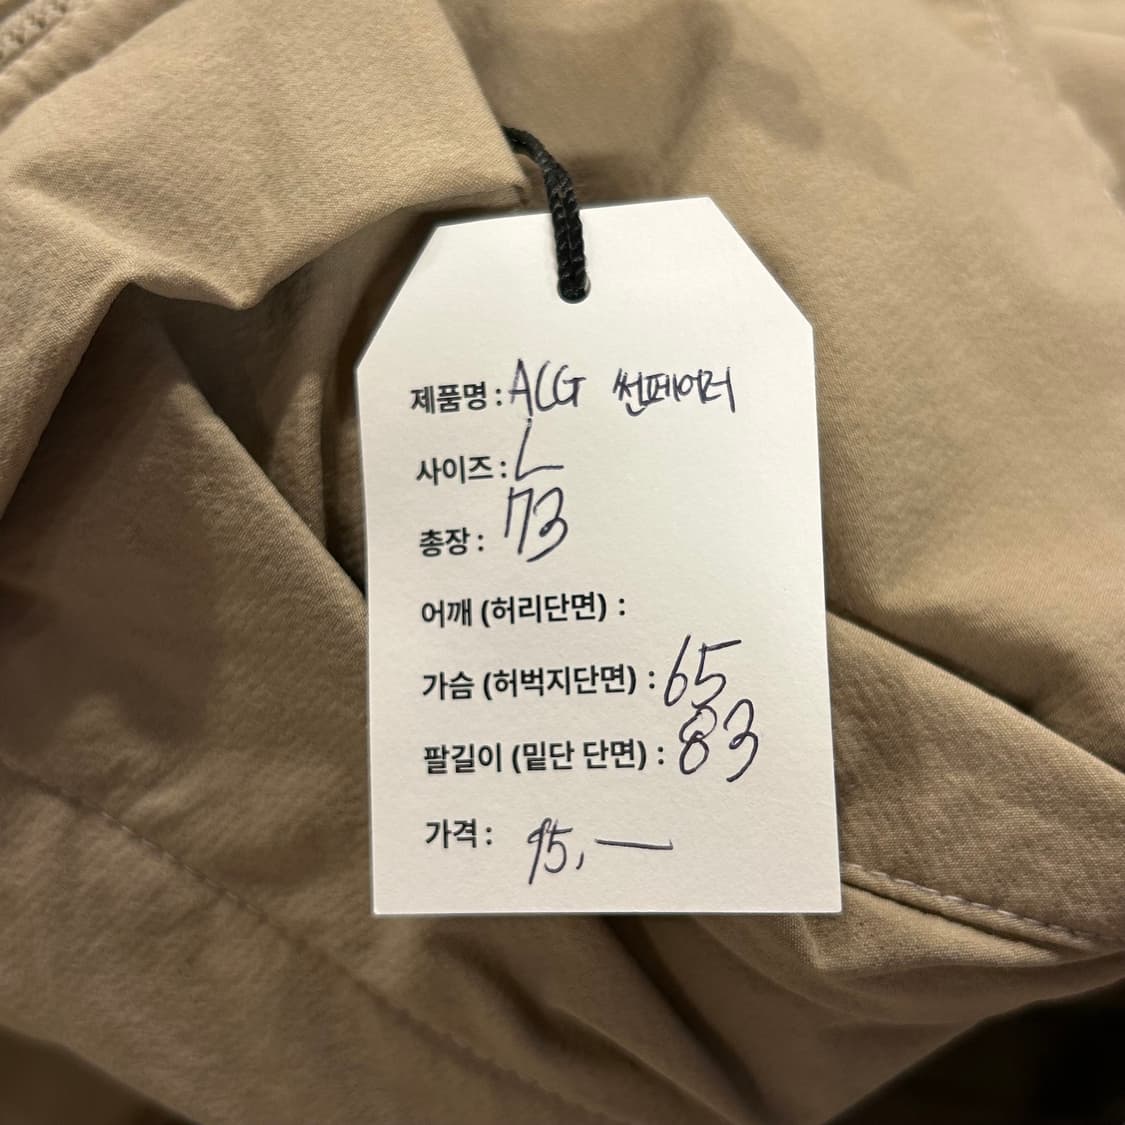 제품명 : ACG 썬페이더
사이즈 : L
총장 : 73
어깨 (허리단면) :
가슴 (허벅지단면) : 65
팔길이 (밑단 단면) : 83
가격 : 95,—